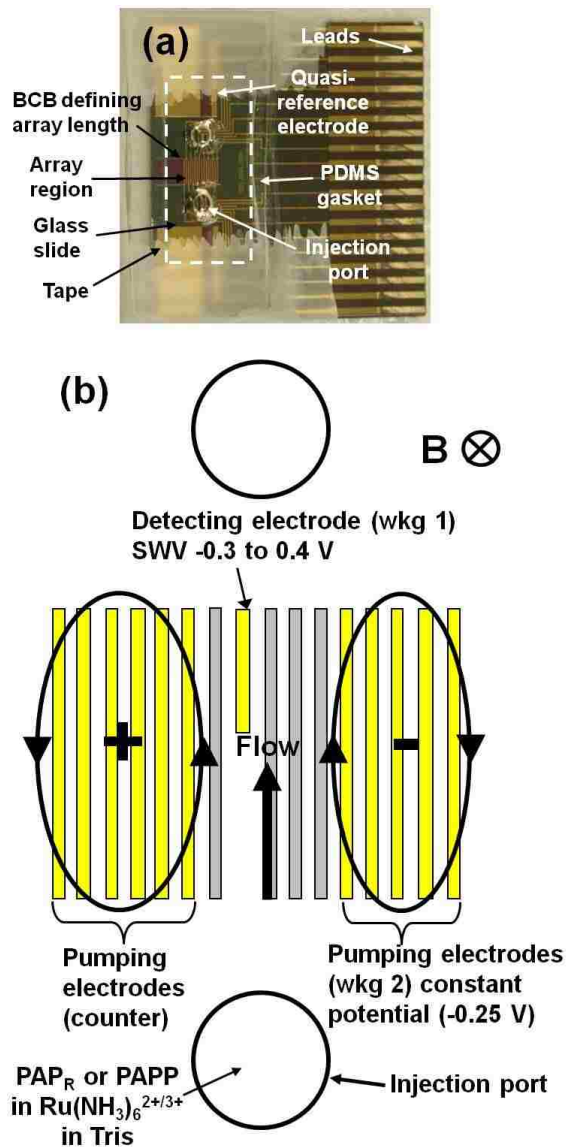 (a)
Leads
Quasi-
reference
electrode
BCB defining
array length
Array
region
PDMS
gasket
Glass
slide
Injection
port
Tape
(b)
B
Detecting electrode (wkg 1)
SWV -0.3 to 0.4 V
+
-
Flow
Pumping
electrodes
(counter)
Pumping electrodes
(wkg 2) constant
potential (-0.25 V)
PAP_R or PAPP
in Ru(NH3)6^2+/3+
in Tris
Injection port